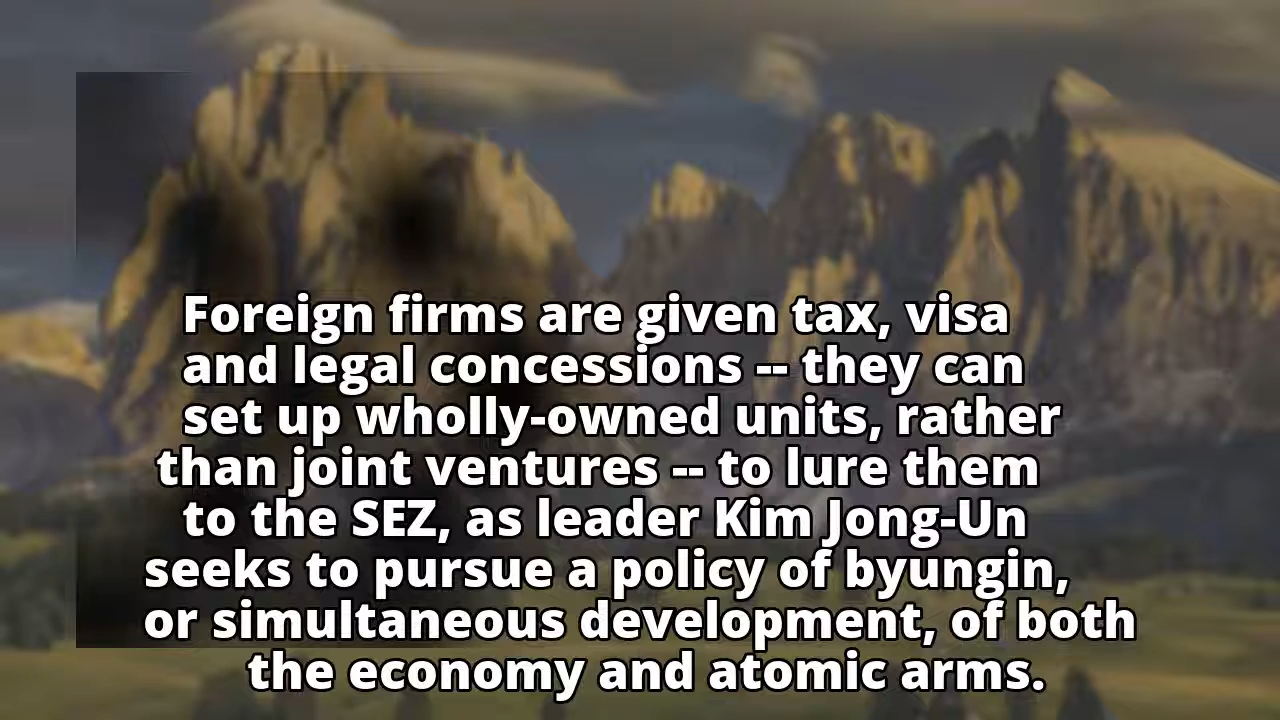 Foreign firms are given tax, visa
and legal concessions -- they can
set up wholly-owned units, rather
than joint ventures -- to lure them
to the SEZ, as leader Kim Jong-Un
seeks to pursue a policy of byungin,
or simultaneous development, of both
the economy and atomic arms.